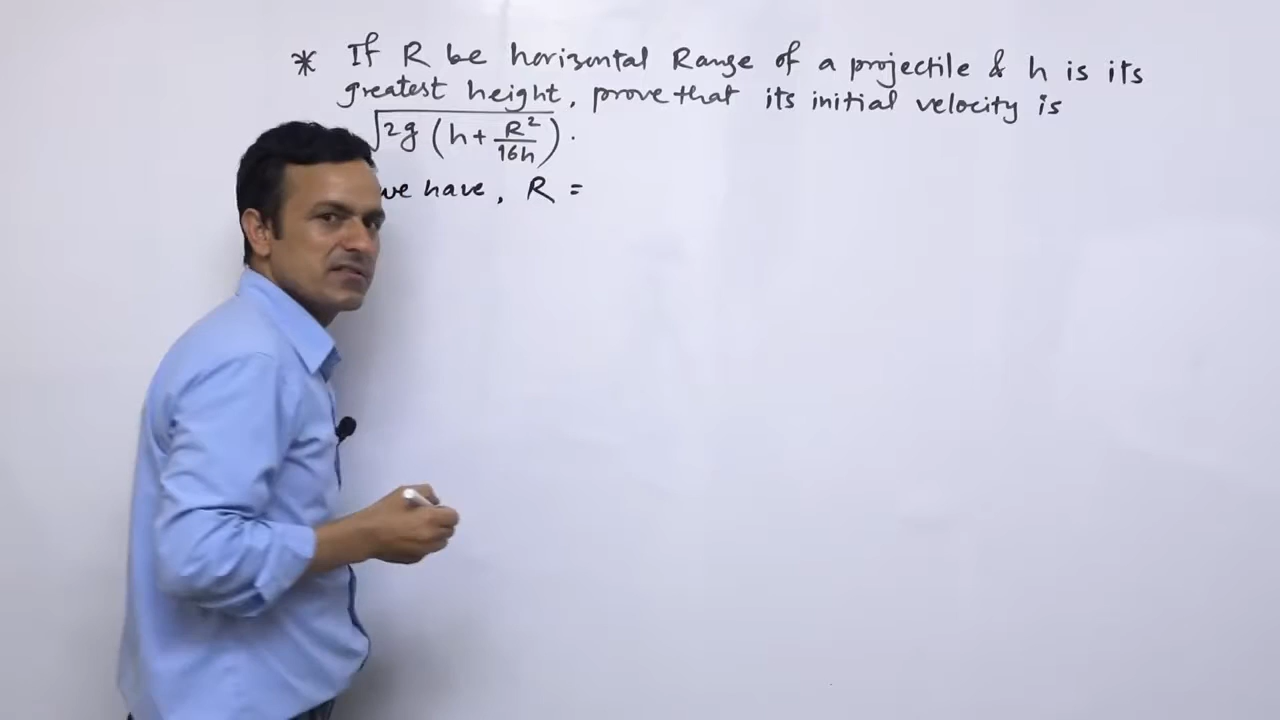 * If R be horizontal Range of a projectile & h is its
greatest height, prove that its initial velocity is
√2g (h + R²/16h) .
we have, R =